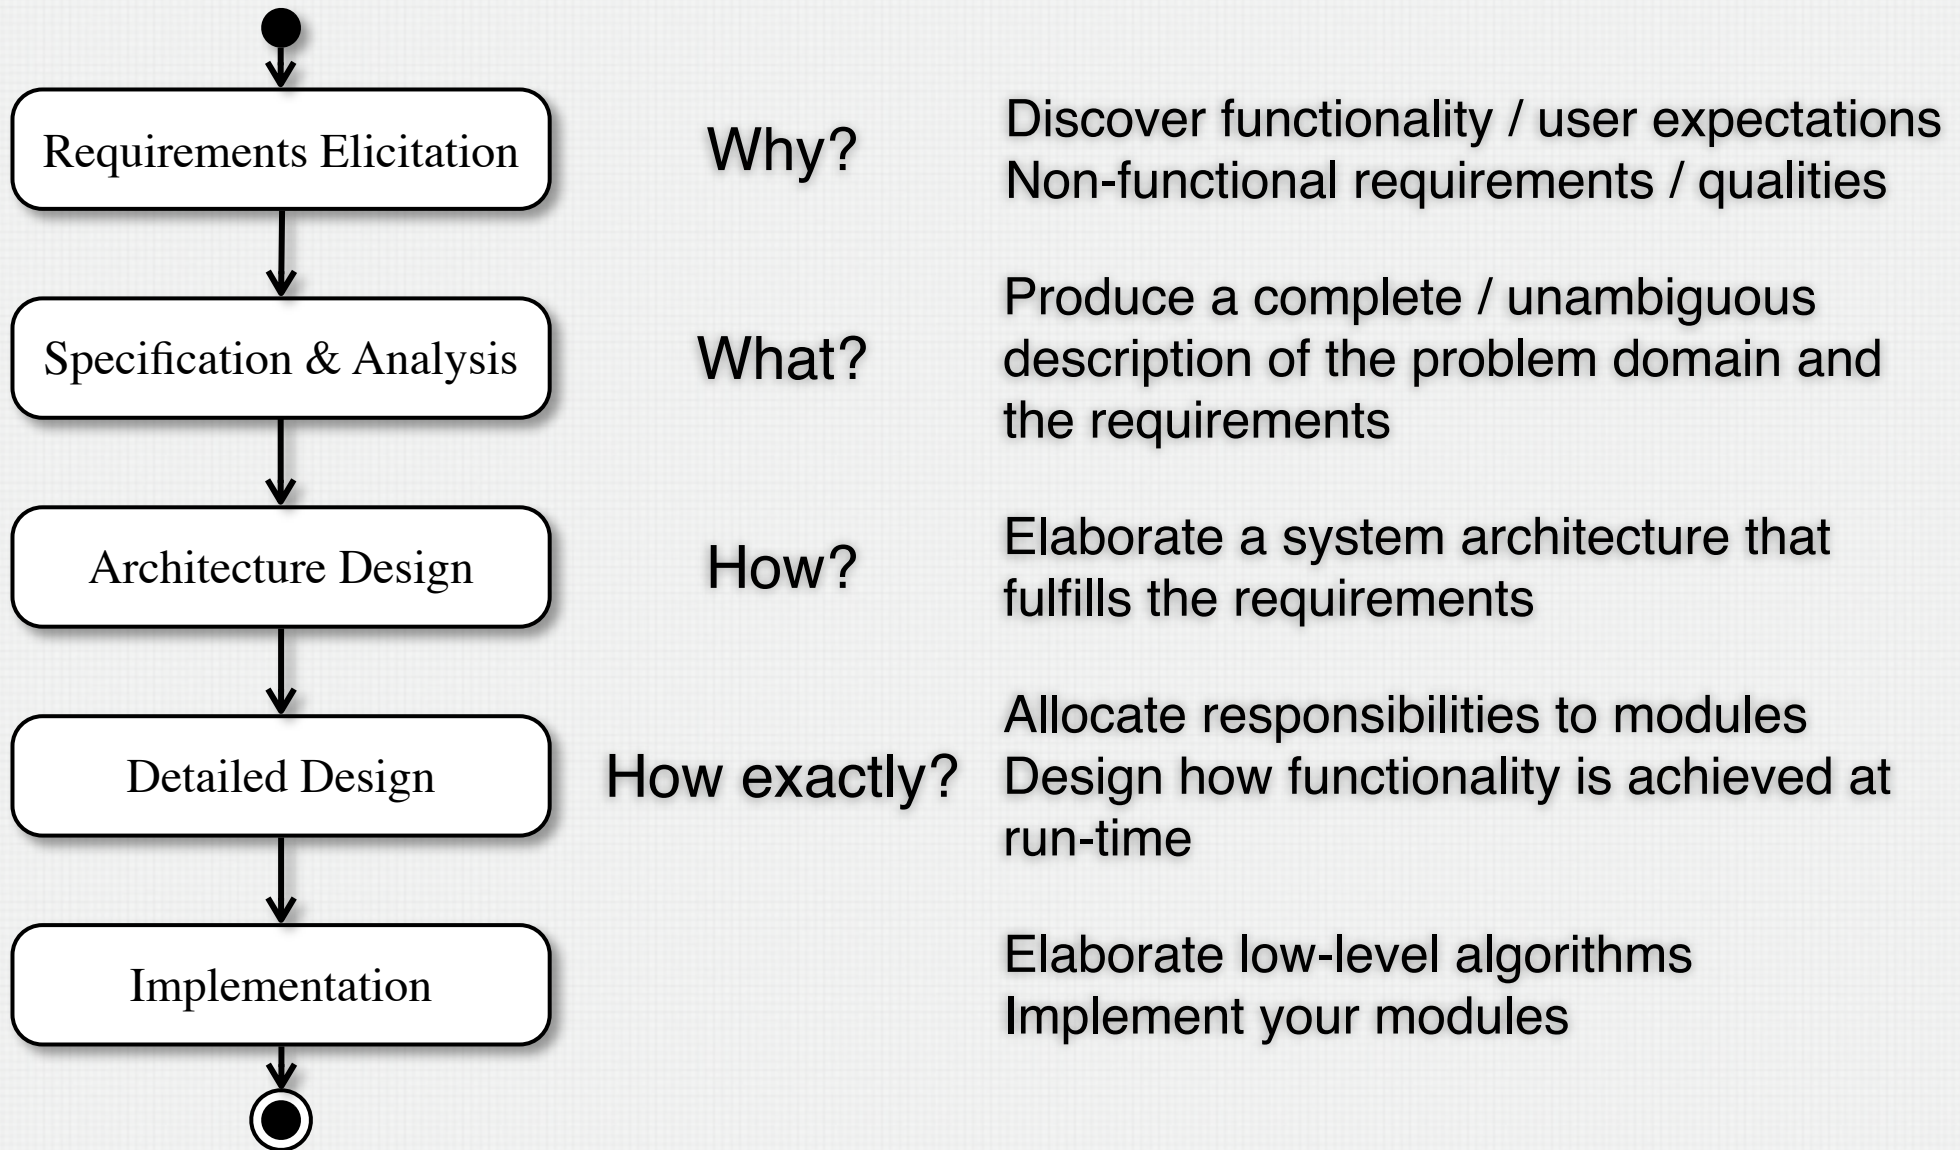 Requirements Elicitation
Why?
Discover functionality / user expectations
Non-functional requirements / qualities
Specification & Analysis
What?
Produce a complete / unambiguous
description of the problem domain and
the requirements
Architecture Design
How?
Elaborate a system architecture that
fulfills the requirements
Detailed Design
How exactly?
Allocate responsibilities to modules
Design how functionality is achieved at
run-time
Implementation
Elaborate low-level algorithms
Implement your modules